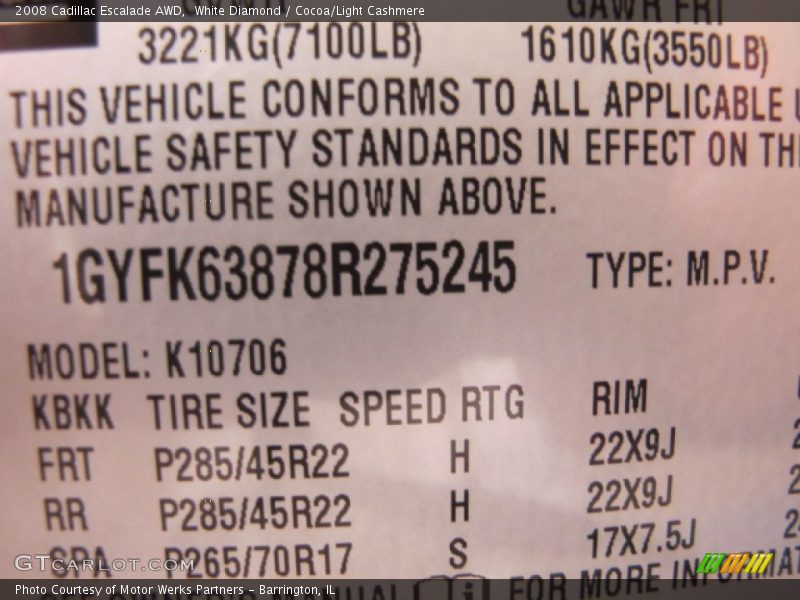 2008 Cadillac Escalade AWD, White Diamond / Cocoa/Light Cashmere
GAWR FRT
3221KG(7100LB) 1610KG(3550LB)
THIS VEHICLE CONFORMS TO ALL APPLICABLE
VEHICLE SAFETY STANDARDS IN EFFECT ON
MANUFACTURE SHOWN ABOVE.
1GYFK63878R275245 TYPE: M.P.V.
MODEL: K10706
KBKK TIRE SIZE SPEED RTG RIM
FRT P285/45R22 H 22X9J
RR P285/45R22 H 22X9J
SPA P265/70R17 S 17X7.5J
GTCARLOT.COM
FOR MORE
Photo Courtesy of Motor Werks Partners - Barrington, IL